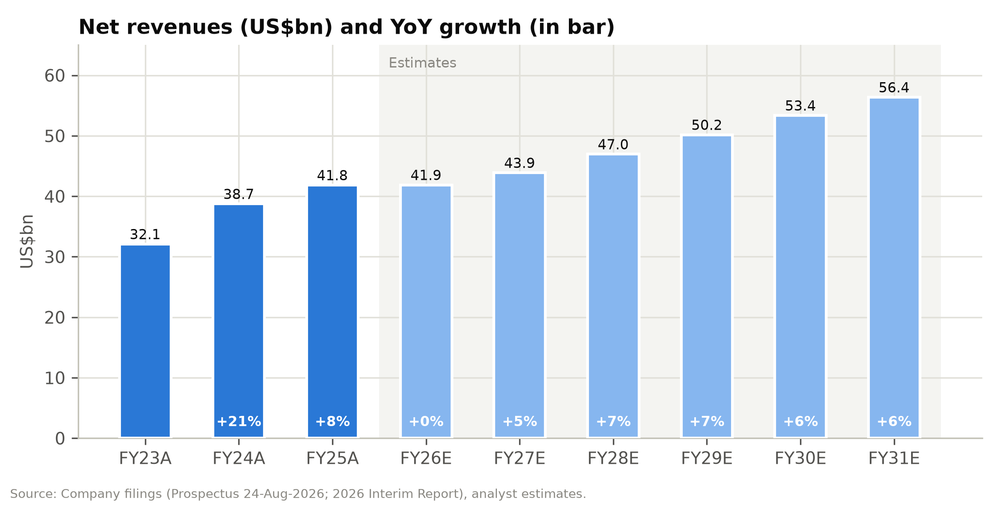 Net revenues (US$bn) and YoY growth (in bar)
Estimates
US$bn
60
50
40
30
20
10
0
32.1
38.7
41.8
41.9
43.9
47.0
50.2
53.4
56.4
+21%
+8%
+0%
+5%
+7%
+7%
+6%
+6%
FY23A
FY24A
FY25A
FY26E
FY27E
FY28E
FY29E
FY30E
FY31E
Source: Company filings (Prospectus 24-Aug-2026; 2026 Interim Report), analyst estimates.